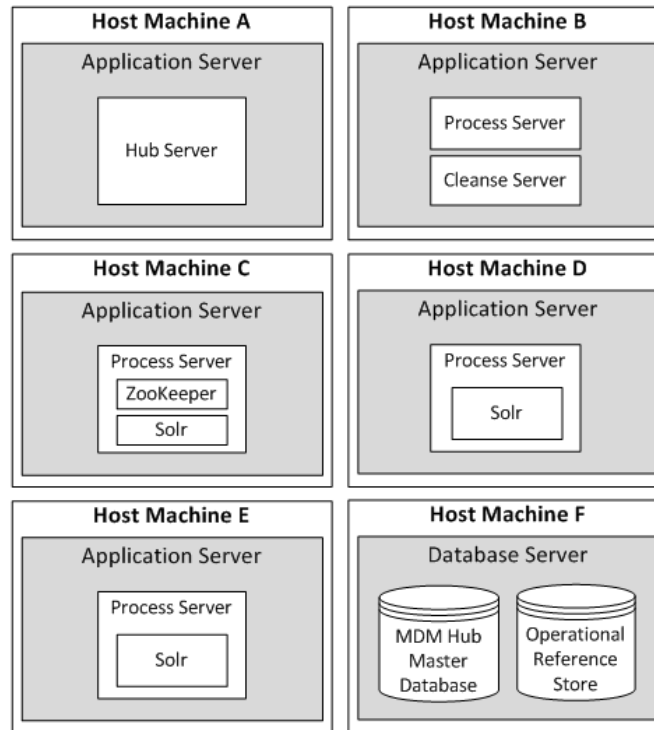 Host Machine A
Application Server
Hub Server
Host Machine B
Application Server
Process Server
Cleanse Server
Host Machine C
Application Server
Process Server
ZooKeeper
Solr
Host Machine D
Application Server
Process Server
Solr
Host Machine E
Application Server
Process Server
Solr
Host Machine F
Database Server
MDM Hub
Master
Database
Operational
Reference
Store